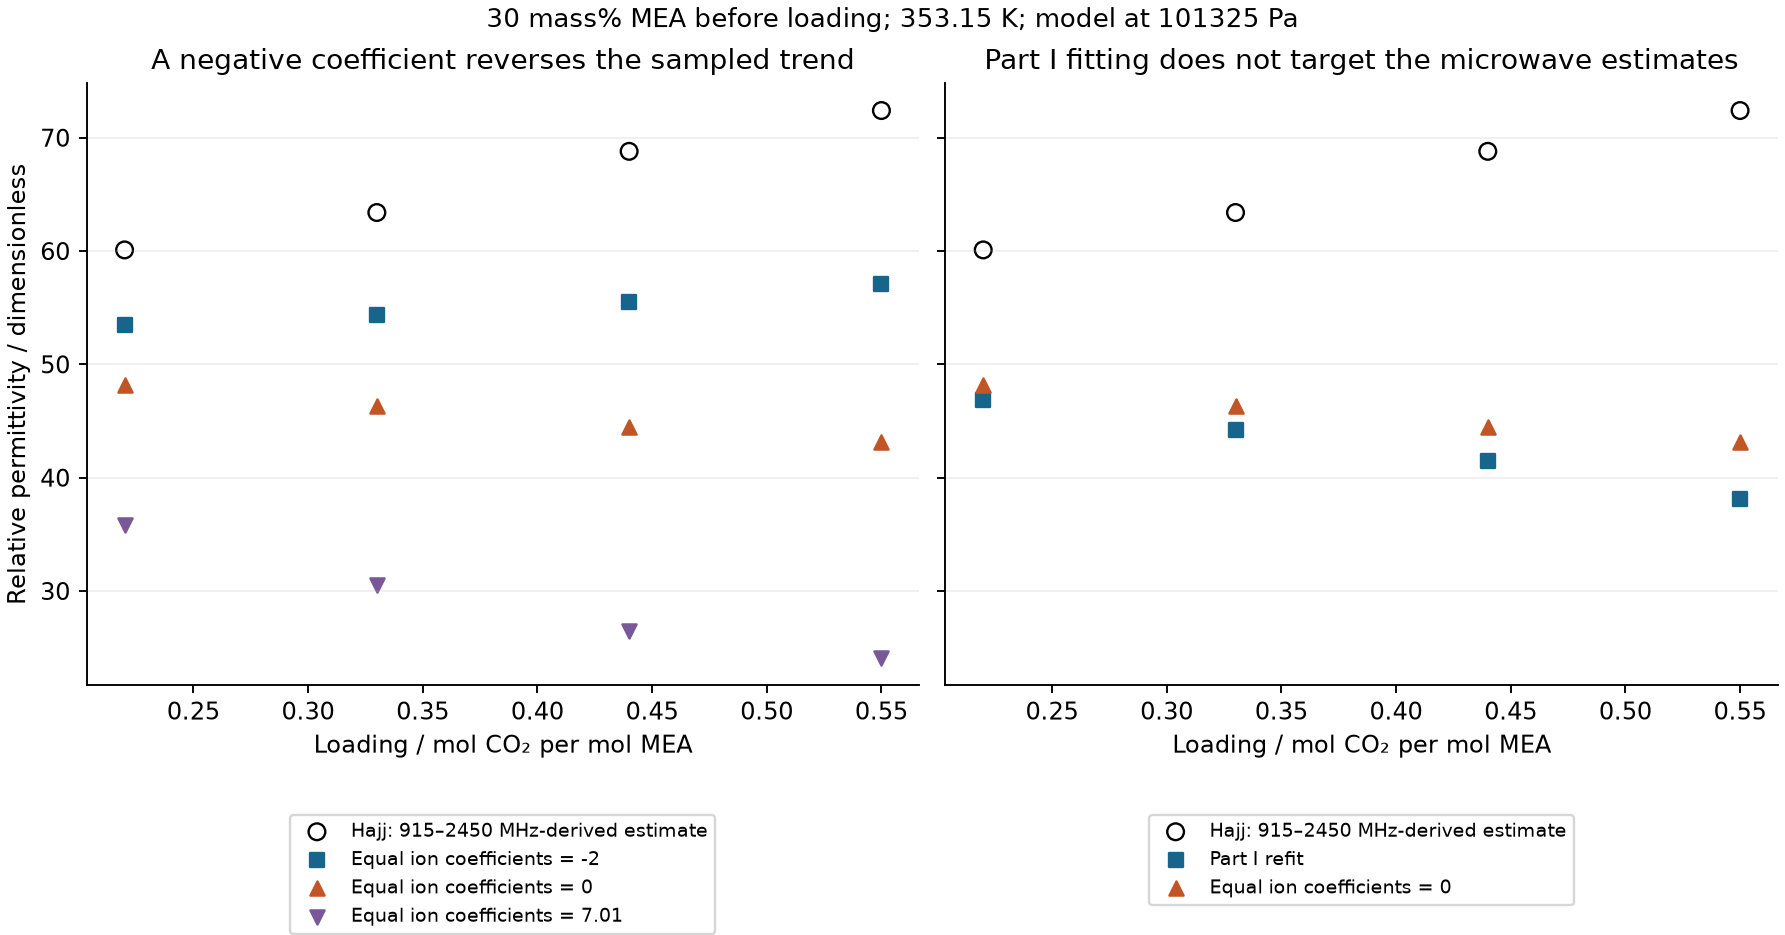 30 mass% MEA before loading; 353.15 K; model at 101325 Pa
A negative coefficient reverses the sampled trend
Relative permittivity / dimensionless
70
60
50
40
30
0.25 0.30 0.35 0.40 0.45 0.50 0.55
Loading / mol CO₂ per mol MEA
Hajj: 915–2450 MHz-derived estimate
Equal ion coefficients = -2
Equal ion coefficients = 0
Equal ion coefficients = 7.01
Part I fitting does not target the microwave estimates
0.25 0.30 0.35 0.40 0.45 0.50 0.55
Loading / mol CO₂ per mol MEA
Hajj: 915–2450 MHz-derived estimate
Part I refit
Equal ion coefficients = 0